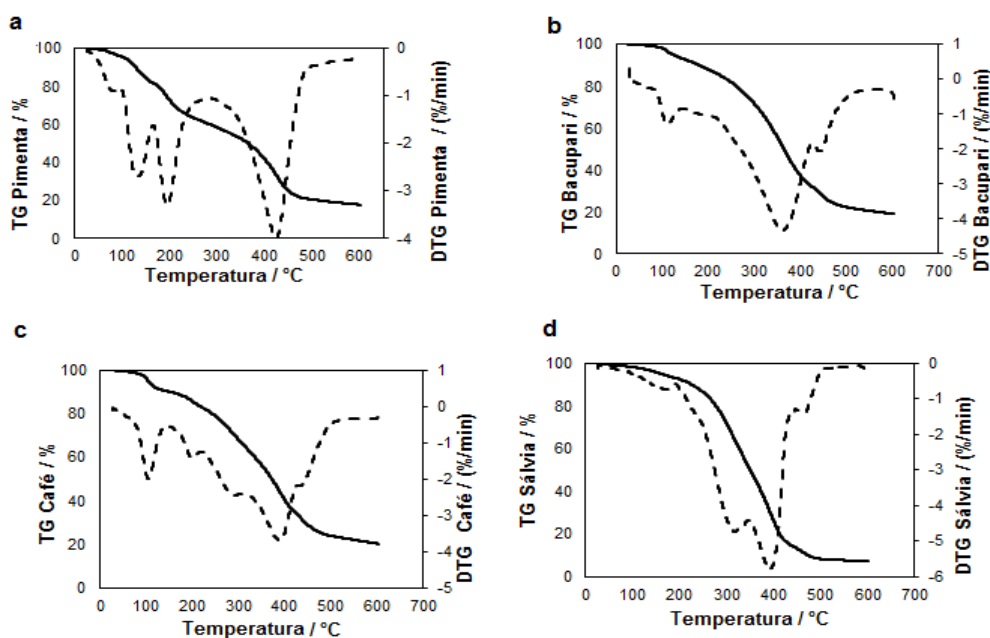 a
TG Pimenta / %
100
80
60
40
20
0
0
-1
-2
-3
-4
DTG Pimenta / (%/min)
0 100 200 300 400 500 600
Temperatura / °C
b
TG Bacupari / %
100
80
60
40
20
0
1
0
-1
-2
-3
-4
-5
DTG Bacupari / (%/min)
0 100 200 300 400 500 600 700
Temperatura / °C
c
TG Café / %
100
80
60
40
20
0
1
0
-1
-2
-3
-4
-5
DTG Café / (%/min)
0 100 200 300 400 500 600 700
Temperatura / °C
d
TG Sálvia / %
100
80
60
40
20
0
0
-1
-2
-3
-4
-5
-6
DTG Sálvia / (%/min)
0 100 200 300 400 500 600 700
Temperatura / °C